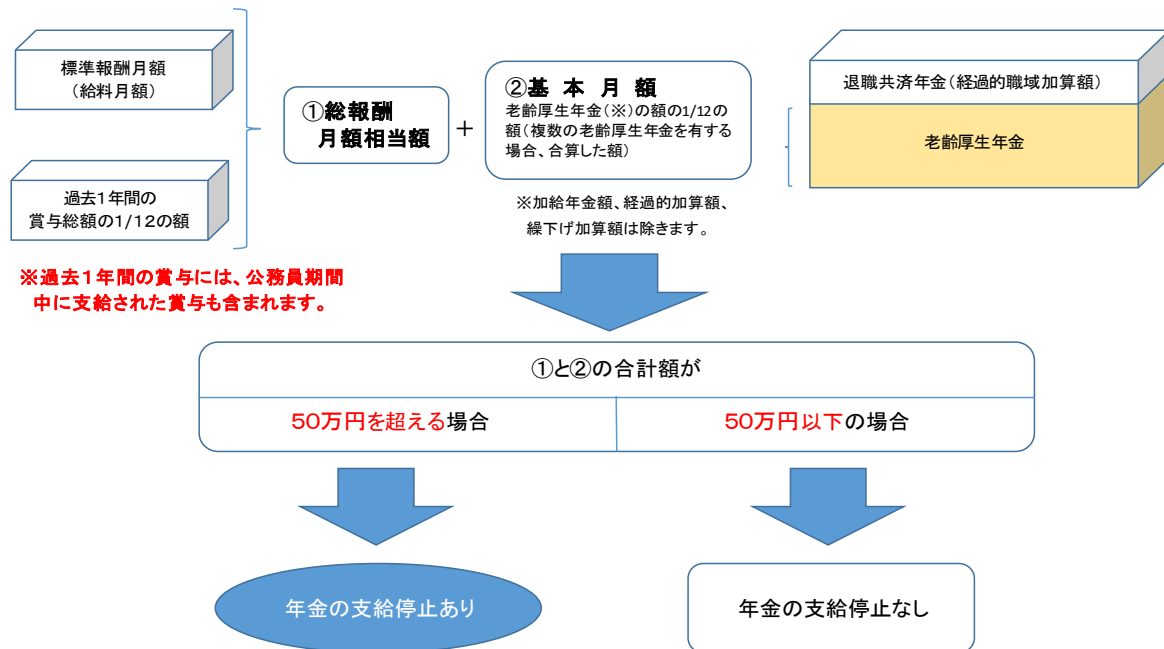 標準報酬月額
(給料月額)
過去1年間の
賞与総額の1/12の額
※過去1年間の賞与には、公務員期間
中に支給された賞与も含まれます。
①総報酬
月額相当額
+
②基 本 月 額
老齢厚生年金(※)の額の1/12の
額(複数の老齢厚生年金を有する
場合、合算した額)
※加給年金額、経過的加算額、
繰下げ加算額は除きます。
退職共済年金(経過的職域加算額)
老齢厚生年金
①と②の合計額が
50万円を超える場合
50万円以下の場合
年金の支給停止あり
年金の支給停止なし